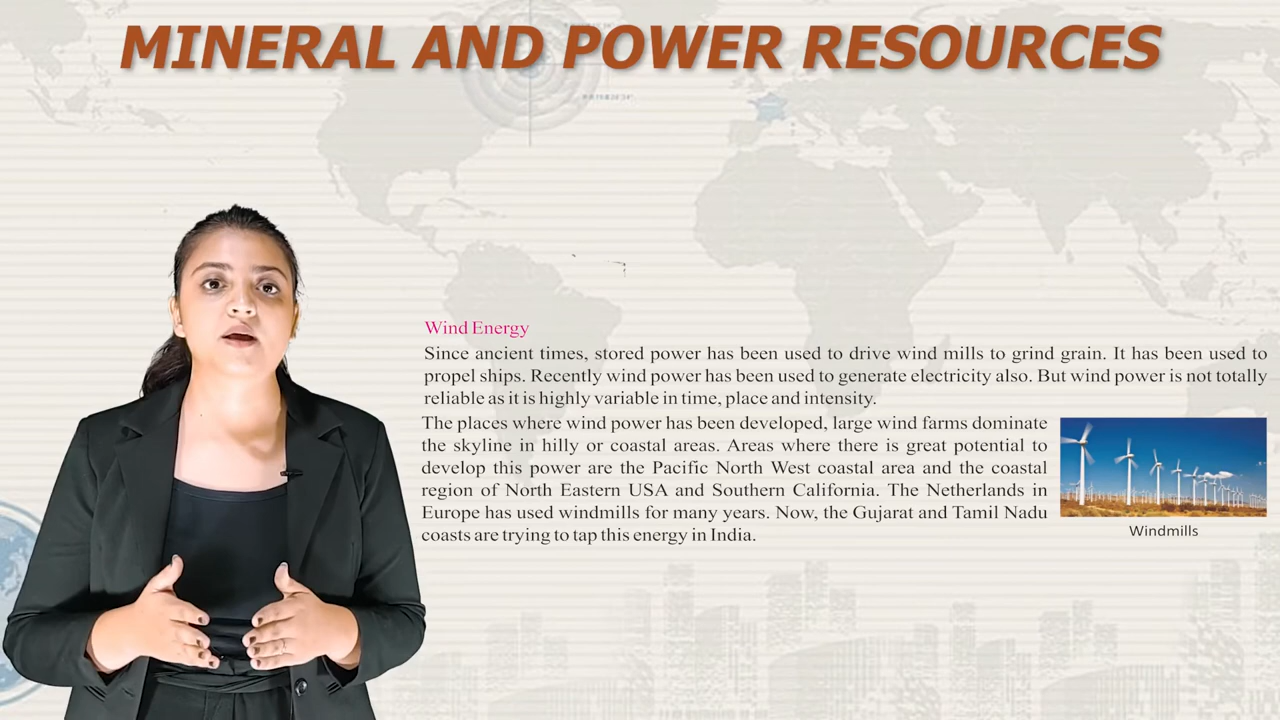 MINERAL AND POWER RESOURCES
Wind Energy
Since ancient times, stored power has been used to drive wind mills to grind grain. It has been used to
propel ships. Recently wind power has been used to generate electricity also. But wind power is not totally
reliable as it is highly variable in time, place and intensity.
The places where wind power has been developed, large wind farms dominate
the skyline in hilly or coastal areas. Areas where there is great potential to
develop this power are the Pacific North West coastal area and the coastal
region of North Eastern USA and Southern California. The Netherlands in
Europe has used windmills for many years. Now, the Gujarat and Tamil Nadu
coasts are trying to tap this energy in India.
Windmills